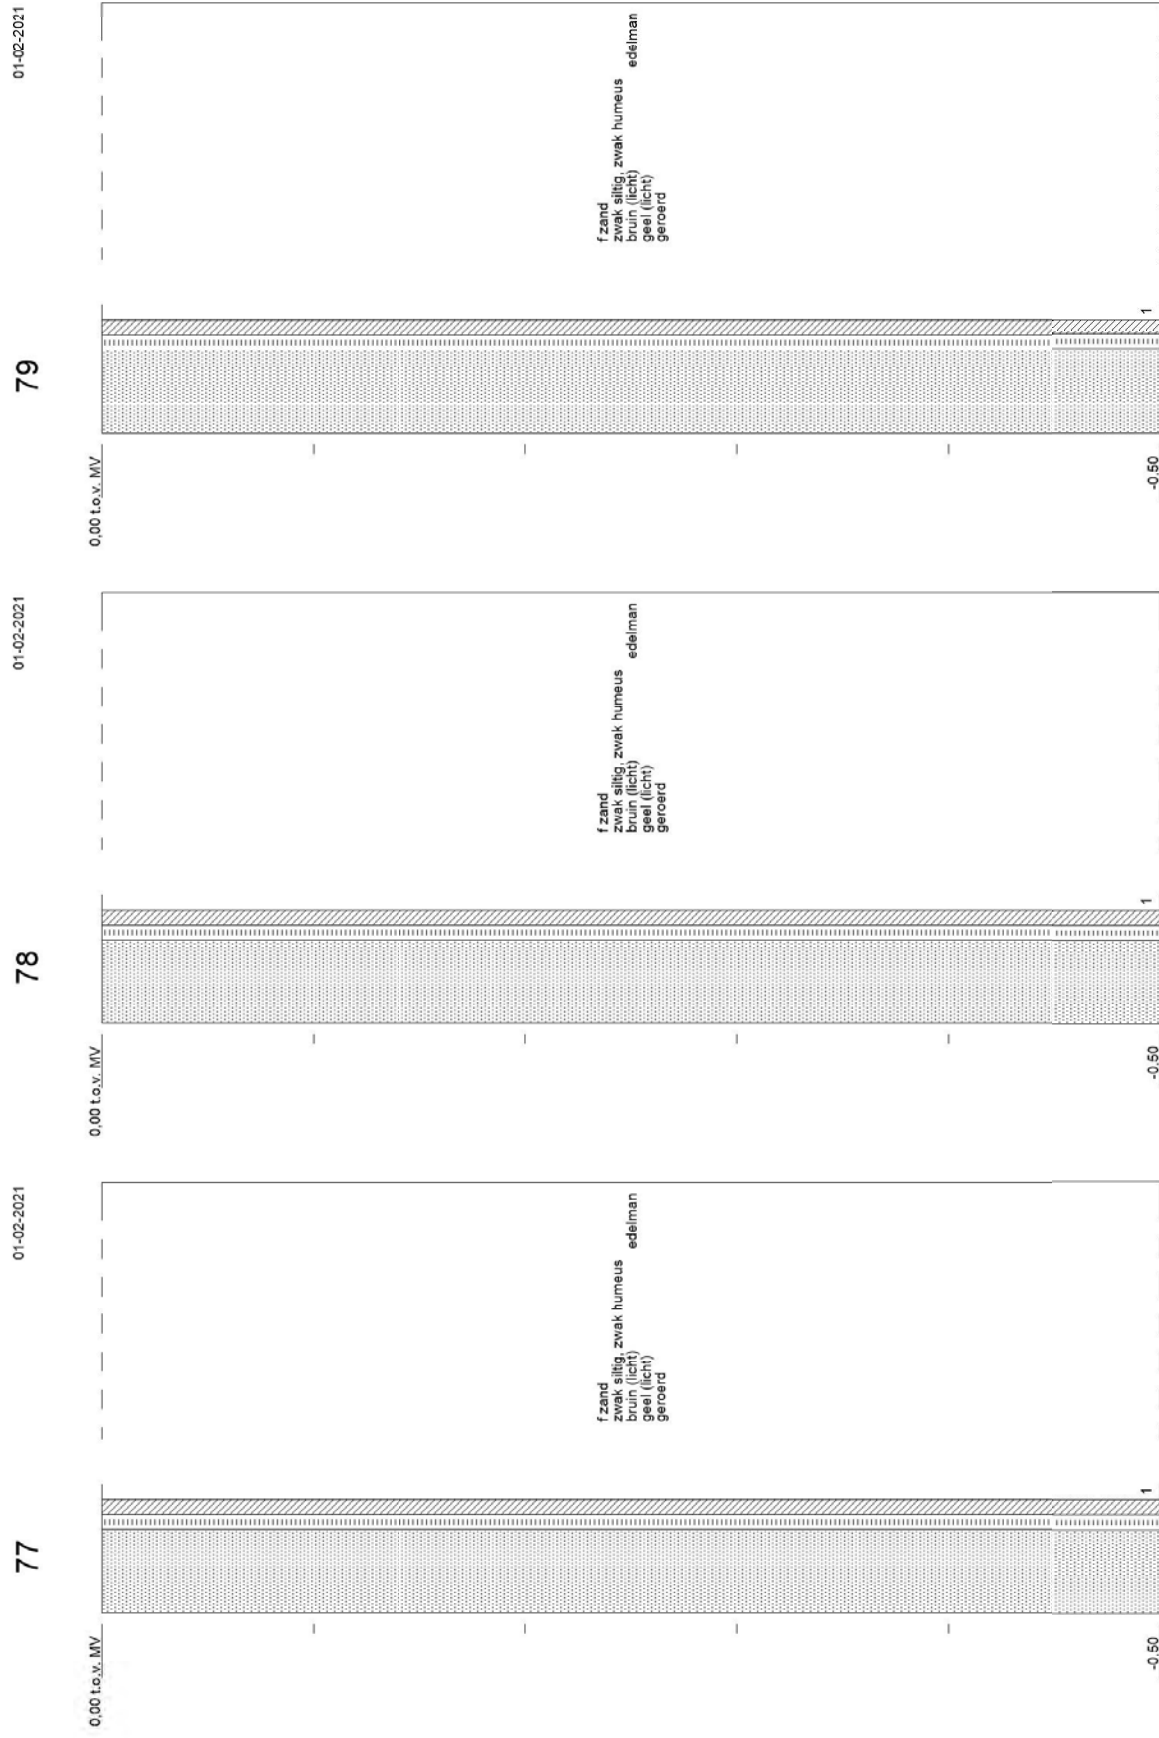 77
01-02-2021
0,00 t.o.v. MV
f zand
zwak siltig, zwak humeus
bruin (licht)
geel (licht)
geroerd
edelman
1
-0.50
78
01-02-2021
0,00 t.o.v. MV
f zand
zwak siltig, zwak humeus
bruin (licht)
geel (licht)
geroerd
edelman
1
-0.50
79
01-02-2021
0,00 t.o.v. MV
f zand
zwak siltig, zwak humeus
bruin (licht)
geel (licht)
geroerd
edelman
1
-0.50